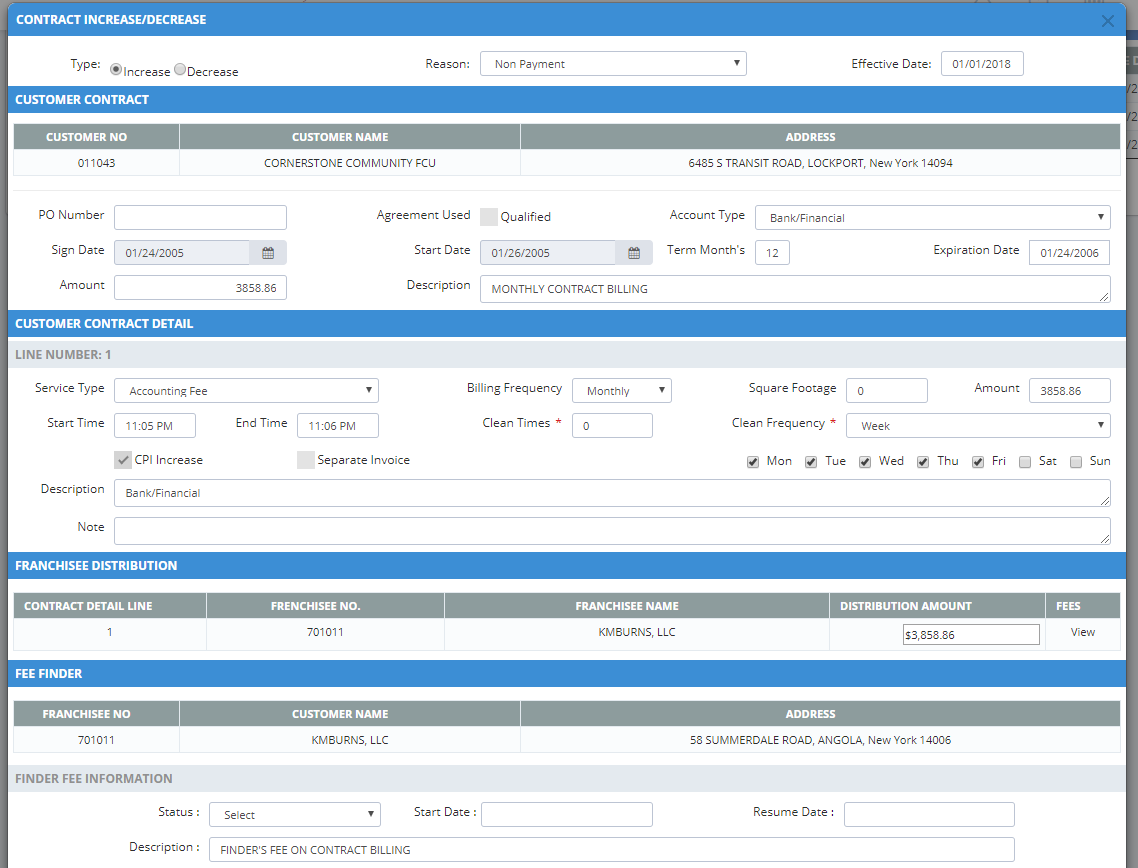 CONTRACT INCREASE/DECREASE
Type: Increase Decrease Reason: Non Payment Effective Date: 01/01/2018
CUSTOMER CONTRACT
CUSTOMER NO CUSTOMER NAME ADDRESS
011043 CORNERSTONE COMMUNITY FCU 6485 S TRANSIT ROAD, LOCKPORT, New York 14094
PO Number Agreement Used Qualified Account Type Bank/Financial
Sign Date 01/24/2005 Start Date 01/26/2005 Term Month's 12 Expiration Date 01/24/2006
Amount 3858.86 Description MONTHLY CONTRACT BILLING
CUSTOMER CONTRACT DETAIL
LINE NUMBER: 1
Service Type Accounting Fee Billing Frequency Monthly Square Footage 0 Amount 3858.86
Start Time 11:05 PM End Time 11:06 PM Clean Times * 0 Clean Frequency * Week
CPI Increase Separate Invoice Mon Tue Wed Thu Fri Sat Sun
Description Bank/Financial
Note
FRANCHISEE DISTRIBUTION
CONTRACT DETAIL LINE FRENCHISEE NO. FRANCHISEE NAME DISTRIBUTION AMOUNT FEES
1 701011 KMBURNS, LLC $3,858.86 View
FEE FINDER
FRANCHISEE NO CUSTOMER NAME ADDRESS
701011 KMBURNS, LLC 58 SUMMERDALE ROAD, ANGOLA, New York 14006
FINDER FEE INFORMATION
Status : Select Start Date : Resume Date :
Description : FINDER'S FEE ON CONTRACT BILLING